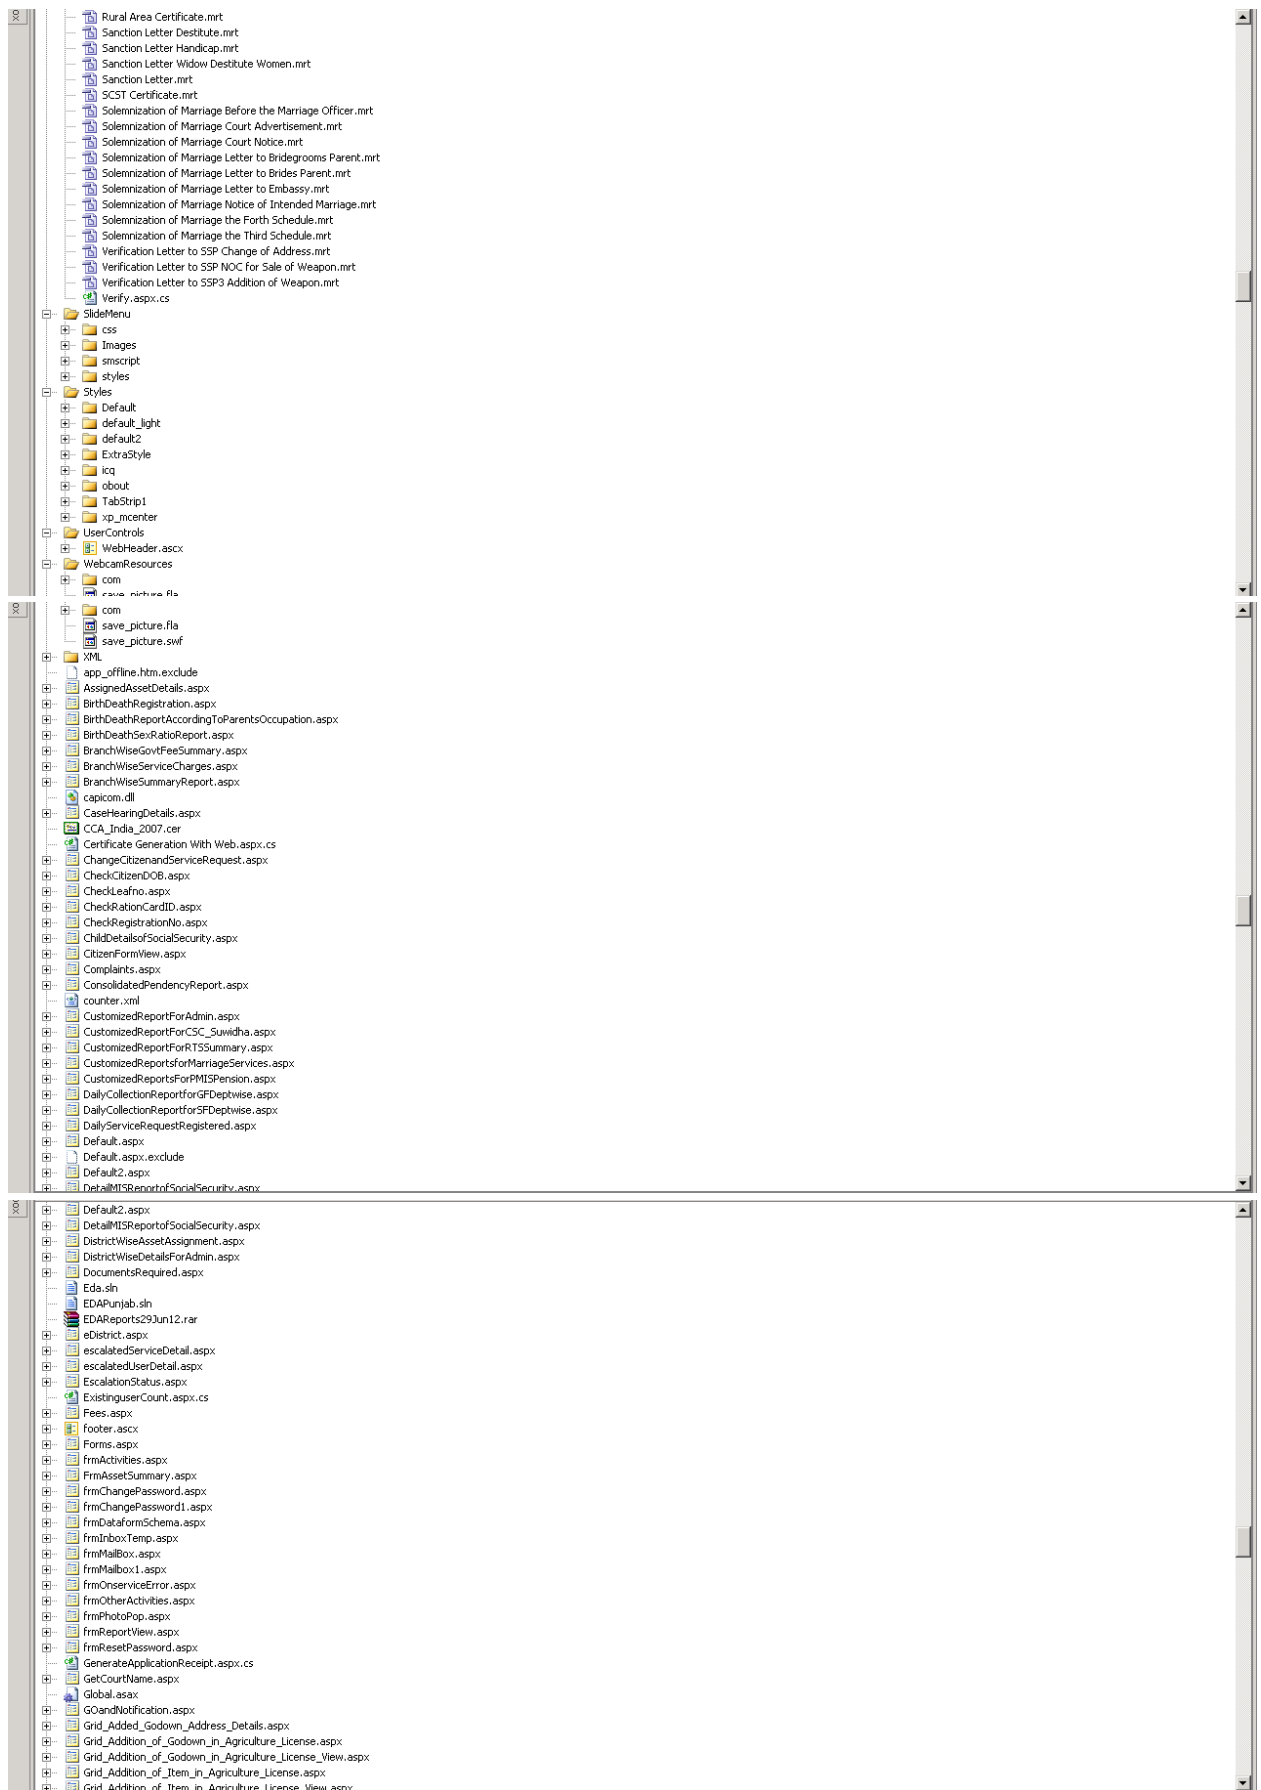 Rural Area Certificate.mrt
Sanction Letter Destitute.mrt
Sanction Letter Handicap.mrt
Sanction Letter Widow Destitute Women.mrt
Sanction Letter.mrt
SCST Certificate.mrt
Solemnization of Marriage Before the Marriage Officer.mrt
Solemnization of Marriage Court Advertisement.mrt
Solemnization of Marriage Court Notice.mrt
Solemnization of Marriage Letter to Bridegrooms Parent.mrt
Solemnization of Marriage Letter to Brides Parent.mrt
Solemnization of Marriage Letter to Embassy.mrt
Solemnization of Marriage Notice of Intended Marriage.mrt
Solemnization of Marriage the Forth Schedule.mrt
Solemnization of Marriage the Third Schedule.mrt
Verification Letter to SSP Change of Address.mrt
Verification Letter to SSP NOC for Sale of Weapon.mrt
Verification Letter to SSP3 Addition of Weapon.mrt
Verify.aspx.cs
SlideMenu
css
Images
smscript
styles
Styles
Default
default_light
default2
ExtraStyle
icq
obout
TabStrip1
xp_mcenter
UserControls
WebHeader.ascx
WebcamResources
com
save_picture.fla
com
save_picture.fla
save_picture.swf
XML
app_offline.htm.exclude
AssignedAssetDetails.aspx
BirthDeathRegistration.aspx
BirthDeathReportAccordingToParentsOccupation.aspx
BirthDeathSexRatioReport.aspx
BranchWiseGovtFeeSummary.aspx
BranchWiseServiceCharges.aspx
BranchWiseSummaryReport.aspx
capicom.dll
CaseHearingDetails.aspx
CCA_India_2007.cer
Certificate Generation With Web.aspx.cs
ChangeCitizenandServiceRequest.aspx
CheckCitizenDOB.aspx
CheckLeafno.aspx
CheckRationCardID.aspx
CheckRegistrationNo.aspx
ChildDetailsofSocialSecurity.aspx
CitizenFormView.aspx
Complaints.aspx
ConsolidatedPendencyReport.aspx
counter.xml
CustomizedReportForAdmin.aspx
CustomizedReportForCSC_Suwidha.aspx
CustomizedReportForRTSSummary.aspx
CustomizedReportsforMarriageServices.aspx
CustomizedReportsForPMISPension.aspx
DailyCollectionReportforGFDeptwise.aspx
DailyCollectionReportforSFDeptwise.aspx
DailyServiceRequestRegistered.aspx
Default.aspx
Default.aspx.exclude
Default2.aspx
DetailMISReportofSocialSecurity.aspx
Default2.aspx
DetailMISReportofSocialSecurity.aspx
DistrictWiseAssetAssignment.aspx
DistrictWiseDetailsForAdmin.aspx
DocumentsRequired.aspx
Eda.sln
EDAPunjab.sln
EDAReports29Jun12.rar
eDistrict.aspx
escalatedServiceDetail.aspx
escalatedUserDetail.aspx
EscalationStatus.aspx
ExistinguserCount.aspx.cs
Fees.aspx
footer.ascx
Forms.aspx
frmActivities.aspx
FrmAssetSummary.aspx
frmChangePassword.aspx
frmChangePassword1.aspx
frmDataformSchema.aspx
frmInboxTemp.aspx
frmMailBox.aspx
frmMailbox1.aspx
frmOnserviceError.aspx
frmOtherActivities.aspx
frmPhotoPop.aspx
frmReportView.aspx
frmResetPassword.aspx
GenerateApplicationReceipt.aspx.cs
GetCourtName.aspx
Global.asax
GOandNotification.aspx
Grid_Added_Godown_Address_Details.aspx
Grid_Addition_of_Godown_in_Agriculture_License.aspx
Grid_Addition_of_Godown_in_Agriculture_License_View.aspx
Grid_Addition_of_Item_in_Agriculture_License.aspx
Grid_Addition_of_Item_in_Agriculture_License_View.aspx